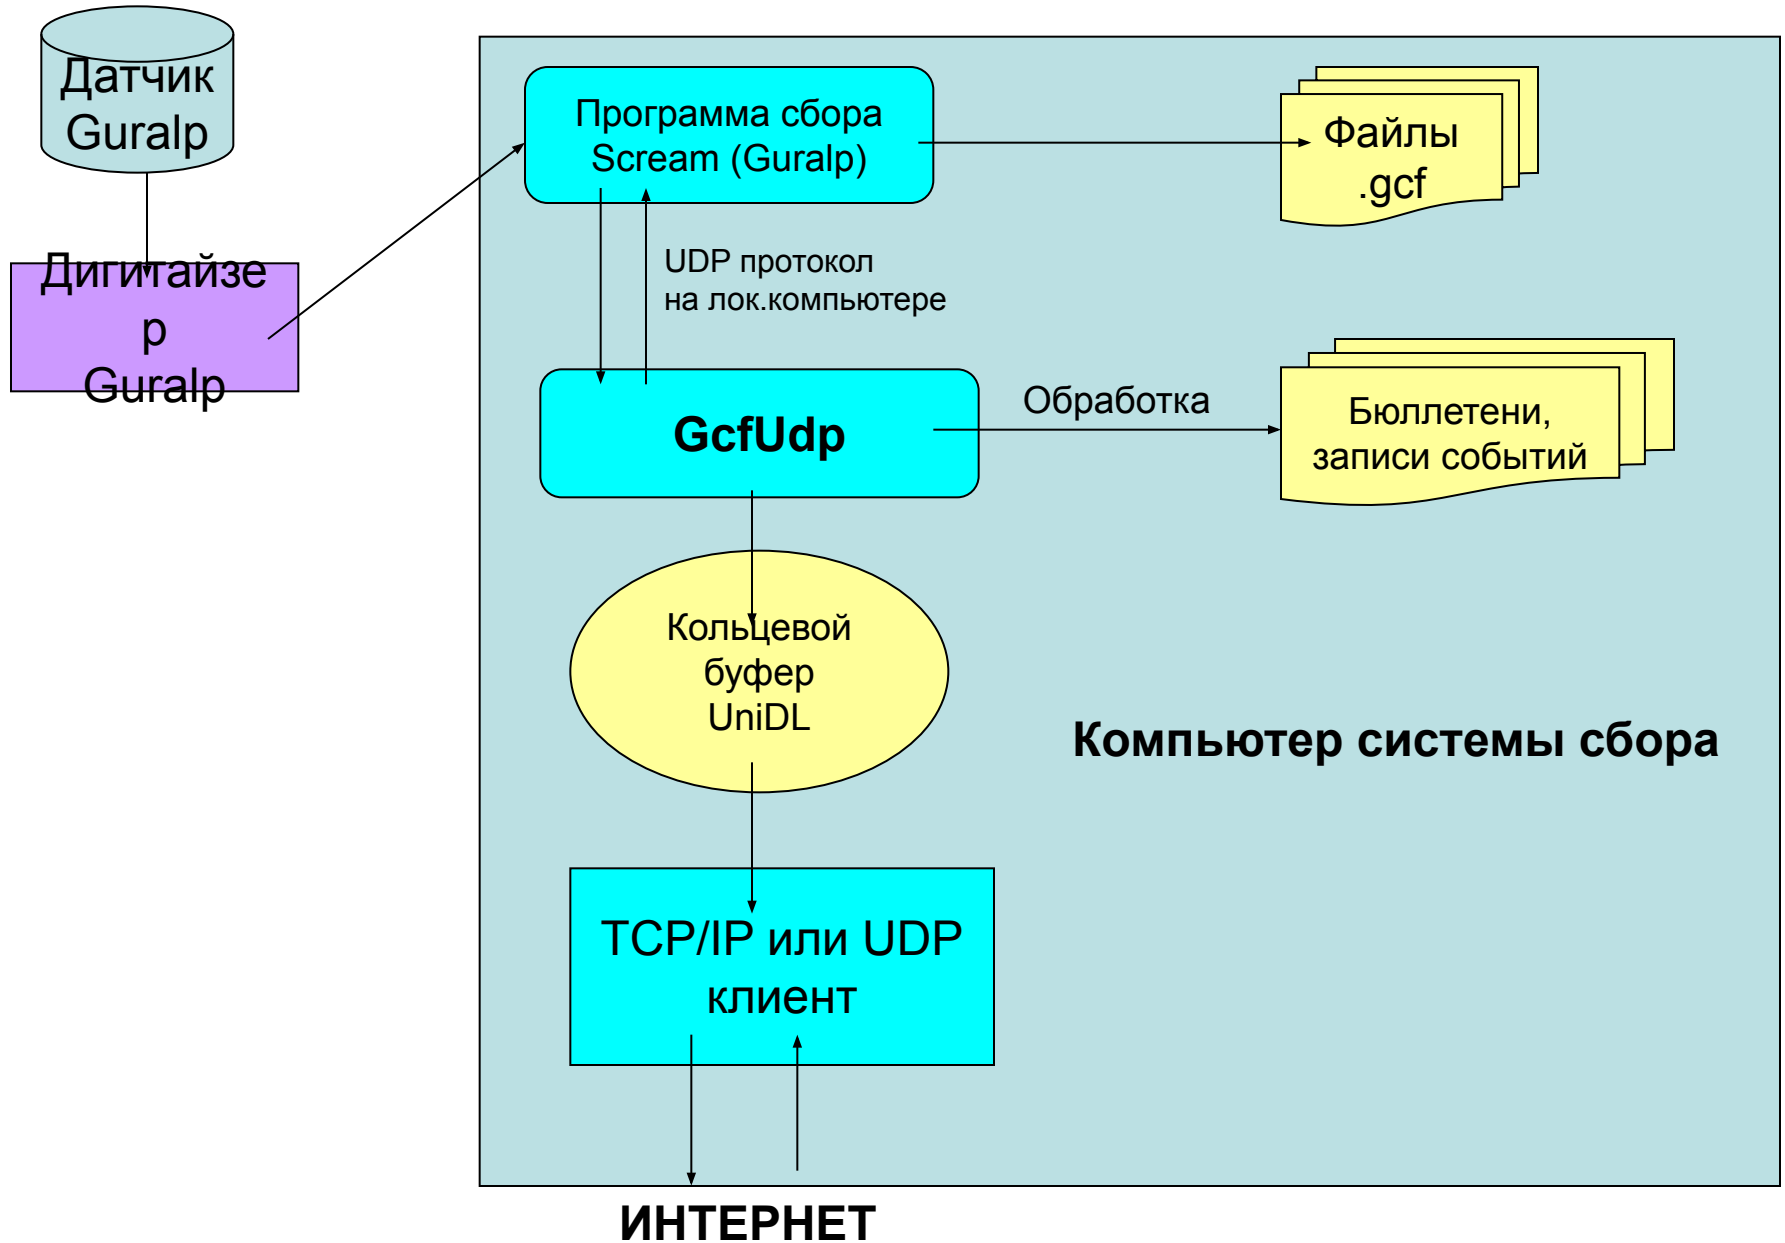 Датчик
Guralp
Дигитайзе
р
Guralp
Программа сбора
Scream (Guralp)
Файлы
.gcf
UDP протокол
на лок.компьютере
GcfUdp
Обработка
Бюллетени,
записи событий
Кольцевой
буфер
UniDL
Компьютер системы сбора
TCP/IP или UDP
клиент
ИНТЕРНЕТ